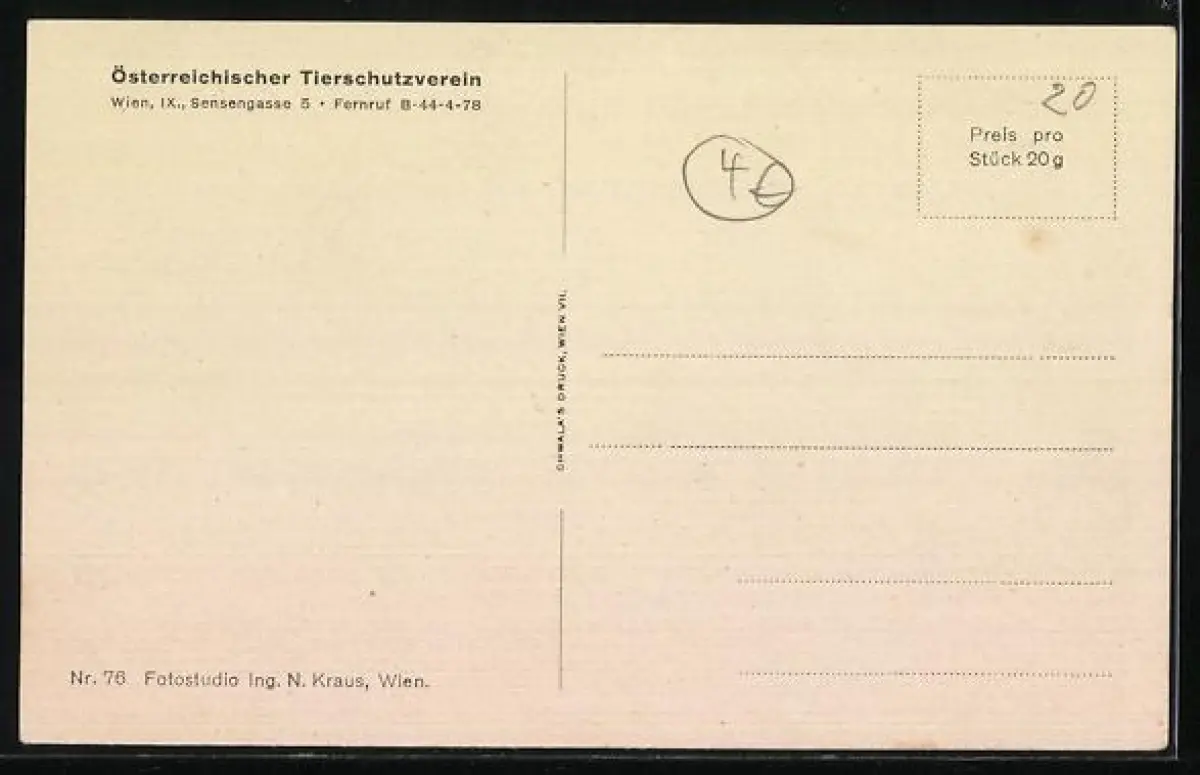 Österreichischer Tierschutzverein
Wien, IX., Sensengasse 5 • Fernruf B-44-4-78
20
Preis pro
Stück 20 g
4€
CHWALA'S DRUCK, WIEN VII.
Nr. 76 Fotostudio Ing. N. Kraus, Wien.